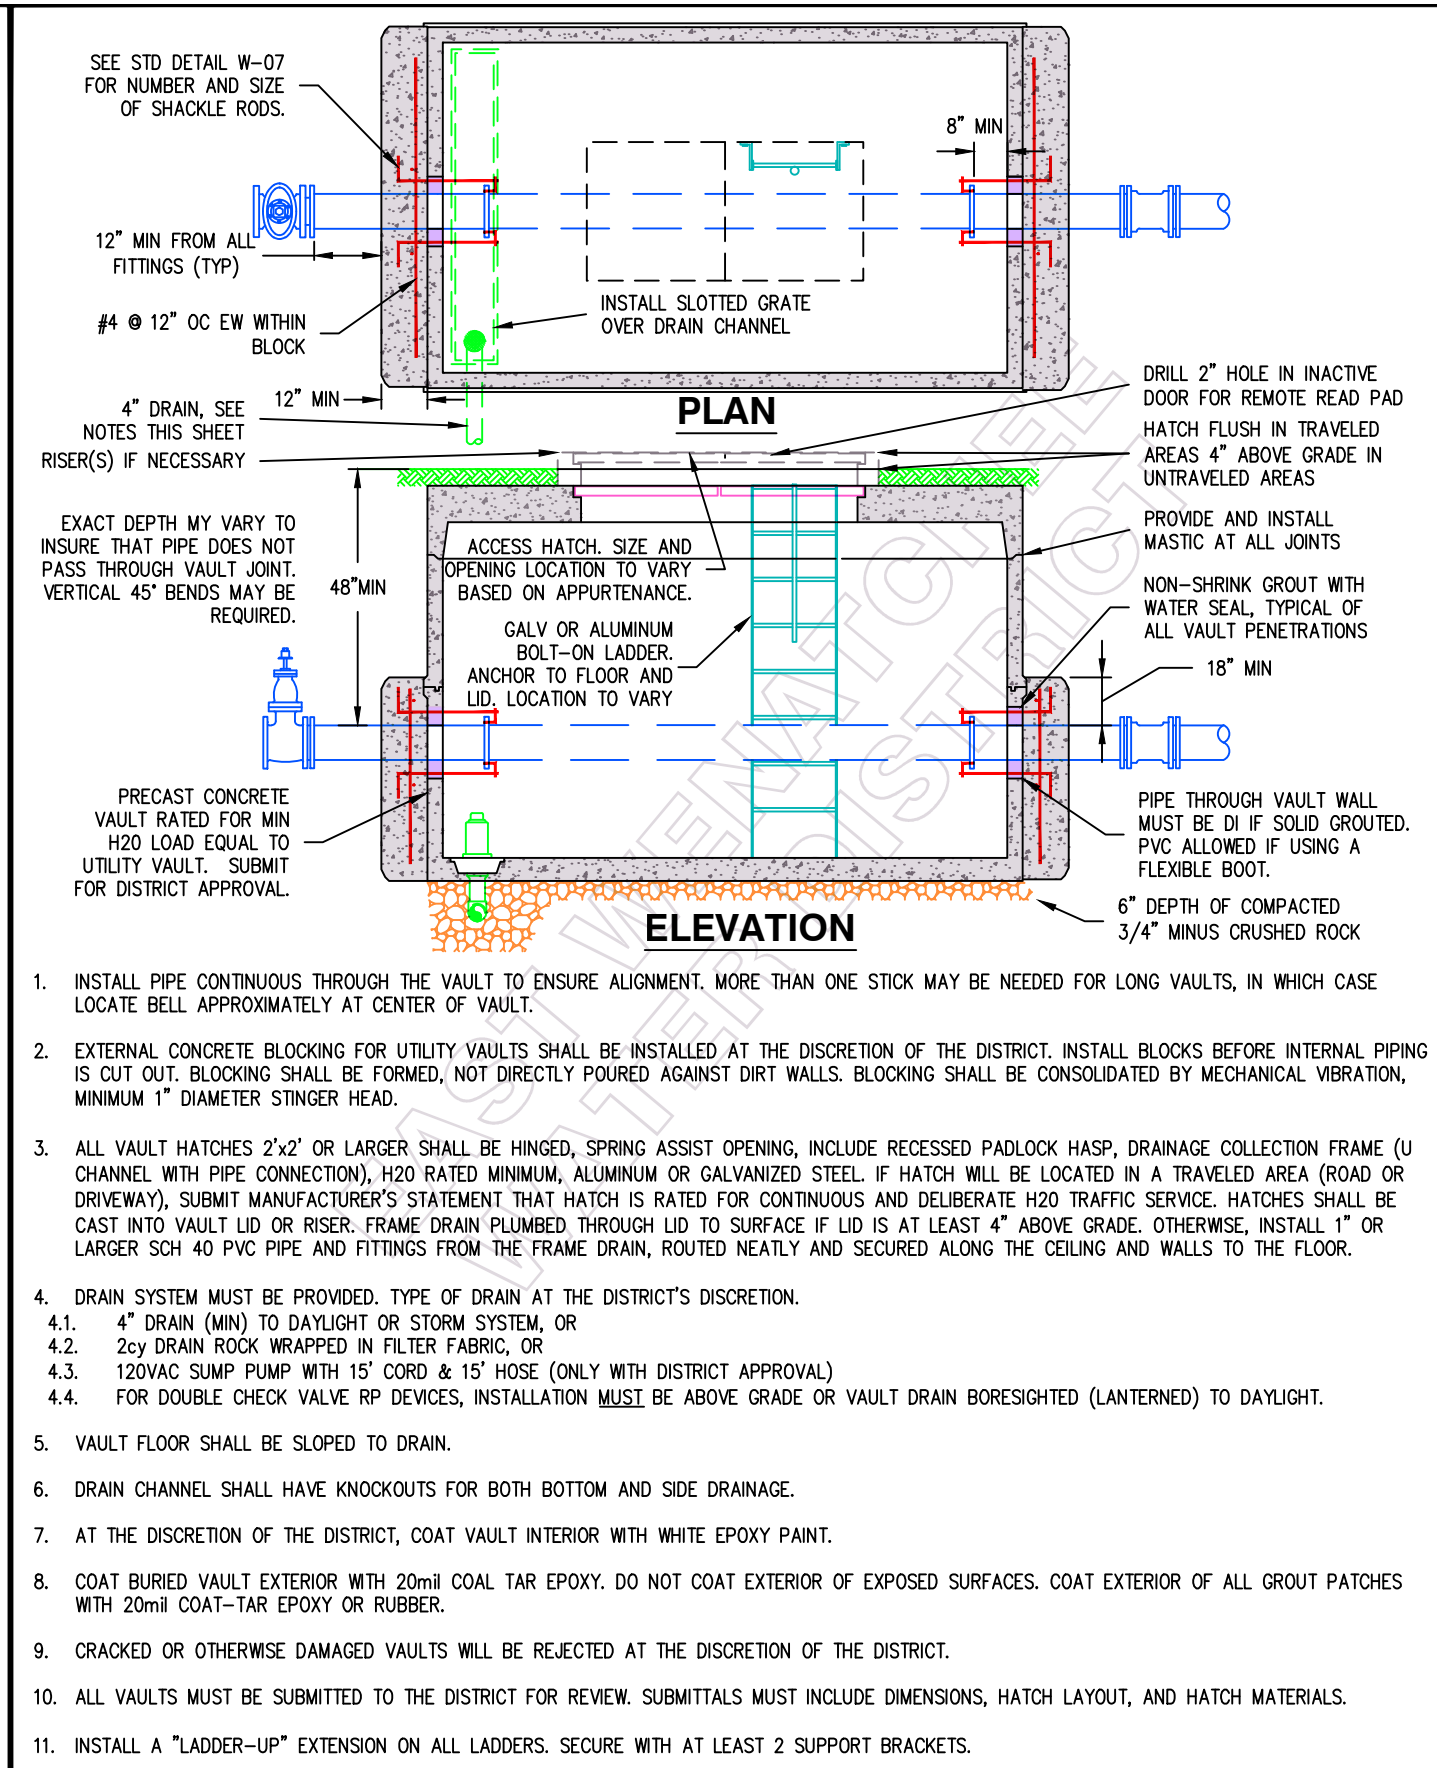 SEE STD DETAIL W-07
FOR NUMBER AND SIZE
OF SHACKLE RODS.
8" MIN
12" MIN FROM ALL
FITTINGS (TYP)
#4 @ 12" OC EW WITHIN
BLOCK
INSTALL SLOTTED GRATE
OVER DRAIN CHANNEL
12" MIN
PLAN
4" DRAIN, SEE
NOTES THIS SHEET
RISER(S) IF NECESSARY
DRILL 2" HOLE IN INACTIVE
DOOR FOR REMOTE READ PAD
HATCH FLUSH IN TRAVELED
AREAS 4" ABOVE GRADE IN
UNTRAVELED AREAS
EXACT DEPTH MY VARY TO
INSURE THAT PIPE DOES NOT
PASS THROUGH VAULT JOINT.
VERTICAL 45° BENDS MAY BE
REQUIRED.
48"MIN
ACCESS HATCH. SIZE AND
OPENING LOCATION TO VARY
BASED ON APPURTENANCE.
PROVIDE AND INSTALL
MASTIC AT ALL JOINTS
NON-SHRINK GROUT WITH
WATER SEAL, TYPICAL OF
ALL VAULT PENETRATIONS
GALV OR ALUMINUM
BOLT-ON LADDER.
ANCHOR TO FLOOR AND
LID. LOCATION TO VARY
18" MIN
PRECAST CONCRETE
VAULT RATED FOR MIN
H20 LOAD EQUAL TO
UTILITY VAULT. SUBMIT
FOR DISTRICT APPROVAL.
PIPE THROUGH VAULT WALL
MUST BE DI IF SOLID GROUTED.
PVC ALLOWED IF USING A
FLEXIBLE BOOT.
6" DEPTH OF COMPACTED
3/4" MINUS CRUSHED ROCK
ELEVATION
EAST WENATCHEE
WATER DISTRICT
1. INSTALL PIPE CONTINUOUS THROUGH THE VAULT TO ENSURE ALIGNMENT. MORE THAN ONE STICK MAY BE NEEDED FOR LONG VAULTS, IN WHICH CASE
LOCATE BELL APPROXIMATELY AT CENTER OF VAULT.
2. EXTERNAL CONCRETE BLOCKING FOR UTILITY VAULTS SHALL BE INSTALLED AT THE DISCRETION OF THE DISTRICT. INSTALL BLOCKS BEFORE INTERNAL PIPING
IS CUT OUT. BLOCKING SHALL BE FORMED, NOT DIRECTLY POURED AGAINST DIRT WALLS. BLOCKING SHALL BE CONSOLIDATED BY MECHANICAL VIBRATION,
MINIMUM 1" DIAMETER STINGER HEAD.
3. ALL VAULT HATCHES 2'x2' OR LARGER SHALL BE HINGED, SPRING ASSIST OPENING, INCLUDE RECESSED PADLOCK HASP, DRAINAGE COLLECTION FRAME (U
CHANNEL WITH PIPE CONNECTION), H20 RATED MINIMUM, ALUMINUM OR GALVANIZED STEEL. IF HATCH WILL BE LOCATED IN A TRAVELED AREA (ROAD OR
DRIVEWAY), SUBMIT MANUFACTURER'S STATEMENT THAT HATCH IS RATED FOR CONTINUOUS AND DELIBERATE H20 TRAFFIC SERVICE. HATCHES SHALL BE
CAST INTO VAULT LID OR RISER. FRAME DRAIN PLUMBED THROUGH LID TO SURFACE IF LID IS AT LEAST 4" ABOVE GRADE. OTHERWISE, INSTALL 1" OR
LARGER SCH 40 PVC PIPE AND FITTINGS FROM THE FRAME DRAIN, ROUTED NEATLY AND SECURED ALONG THE CEILING AND WALLS TO THE FLOOR.
4. DRAIN SYSTEM MUST BE PROVIDED. TYPE OF DRAIN AT THE DISTRICT'S DISCRETION.
4.1. 4" DRAIN (MIN) TO DAYLIGHT OR STORM SYSTEM, OR
4.2. 2cy DRAIN ROCK WRAPPED IN FILTER FABRIC, OR
4.3. 120VAC SUMP PUMP WITH 15' CORD & 15' HOSE (ONLY WITH DISTRICT APPROVAL)
4.4. FOR DOUBLE CHECK VALVE RP DEVICES, INSTALLATION MUST BE ABOVE GRADE OR VAULT DRAIN BORESIGHTED (LANTERNED) TO DAYLIGHT.
5. VAULT FLOOR SHALL BE SLOPED TO DRAIN.
6. DRAIN CHANNEL SHALL HAVE KNOCKOUTS FOR BOTH BOTTOM AND SIDE DRAINAGE.
7. AT THE DISCRETION OF THE DISTRICT, COAT VAULT INTERIOR WITH WHITE EPOXY PAINT.
8. COAT BURIED VAULT EXTERIOR WITH 20mil COAL TAR EPOXY. DO NOT COAT EXTERIOR OF EXPOSED SURFACES. COAT EXTERIOR OF ALL GROUT PATCHES
WITH 20mil COAT-TAR EPOXY OR RUBBER.
9. CRACKED OR OTHERWISE DAMAGED VAULTS WILL BE REJECTED AT THE DISCRETION OF THE DISTRICT.
10. ALL VAULTS MUST BE SUBMITTED TO THE DISTRICT FOR REVIEW. SUBMITTALS MUST INCLUDE DIMENSIONS, HATCH LAYOUT, AND HATCH MATERIALS.
11. INSTALL A "LADDER-UP" EXTENSION ON ALL LADDERS. SECURE WITH AT LEAST 2 SUPPORT BRACKETS.